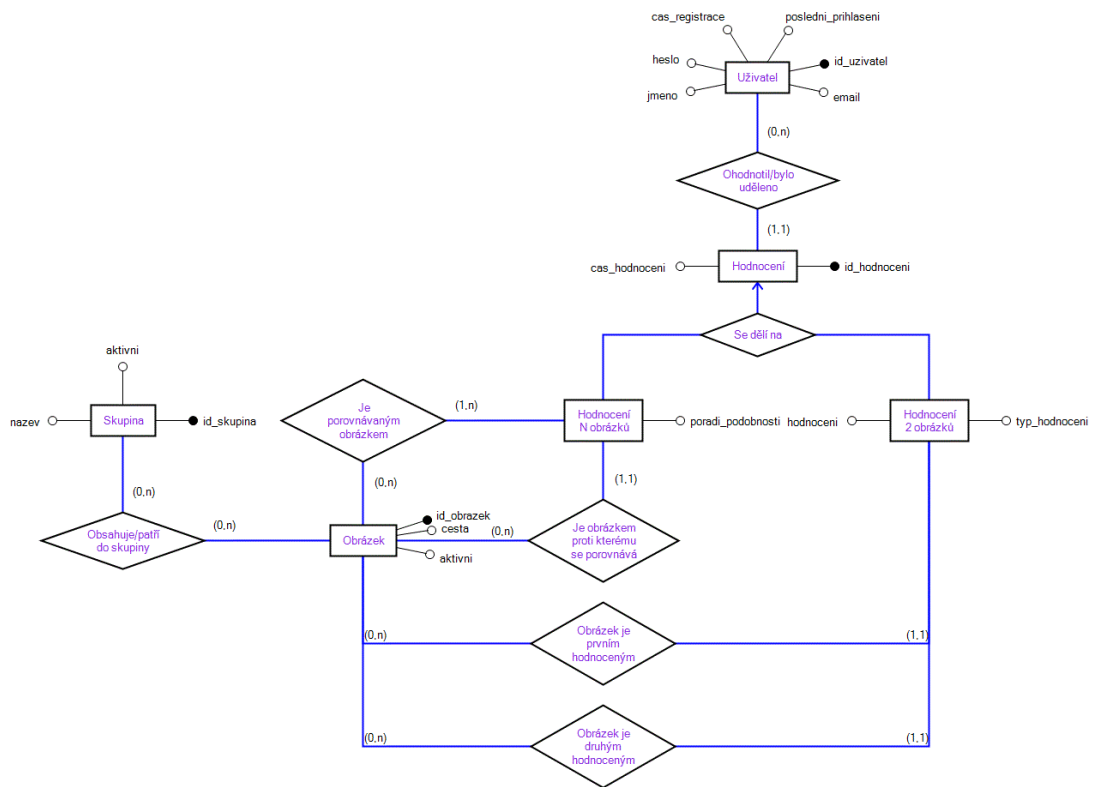 cas_registrace
posledni_prihlaseni
heslo
id_uzivatel
Uživatel
jmeno
email
(0,n)
Ohodnotil/bylo
uděleno
(1,1)
cas_hodnoceni
Hodnocení
id_hodnoceni
Se dělí na
aktivni
nazev
Skupina
id_skupina
Je
porovnávaným
obrázkem
(1,n)
Hodnocení
N obrázků
poradi_podobnosti
hodnoceni
Hodnocení
2 obrázků
typ_hodnoceni
(0,n)
(0,n)
(1,1)
Obsahuje/patří
do skupiny
(0,n)
Obrázek
id_obrazek
cesta
aktivni
(0,n)
Je obrázkem
proti kterému
se porovnává
(0,n)
Obrázek je
prvním
hodnoceným
(1,1)
(0,n)
Obrázek je
druhým
hodnoceným
(1,1)